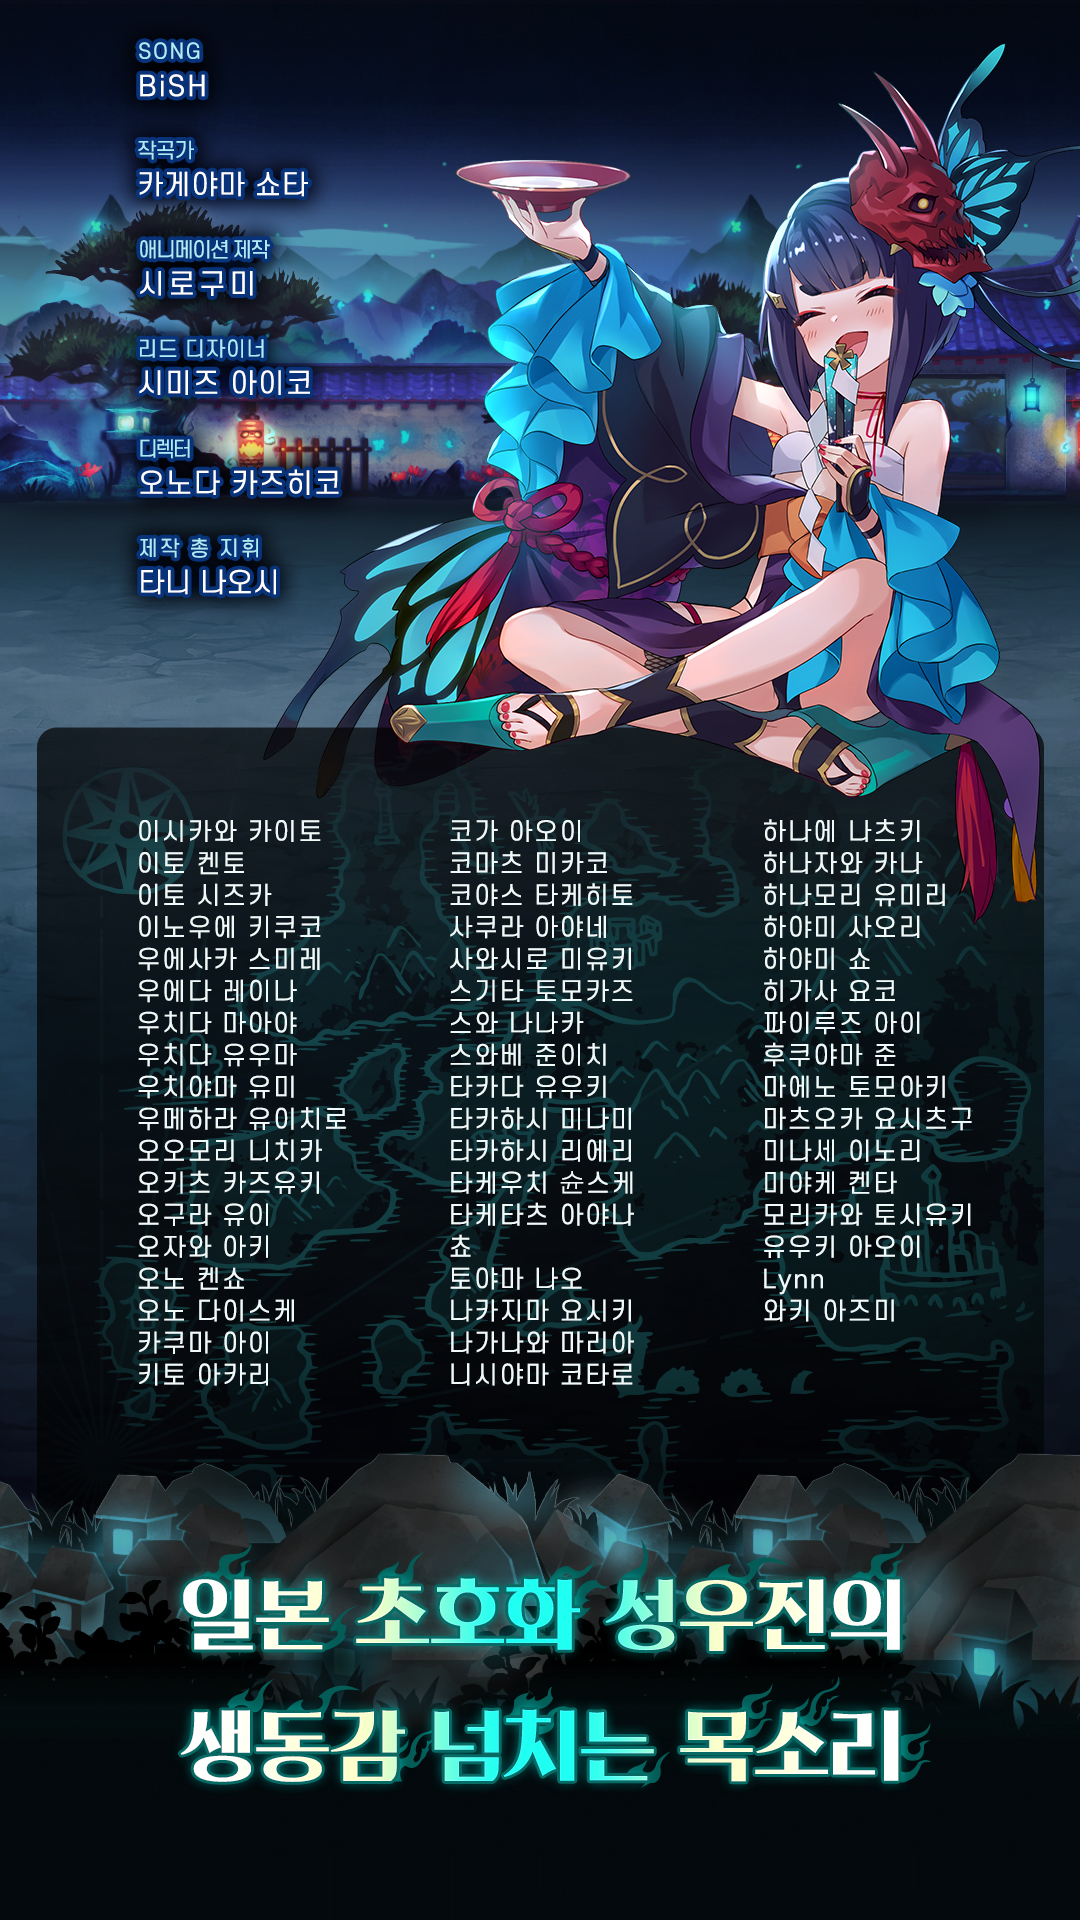 SONG
BiSH
작곡가
카게야마 쇼타
애니메이션 제작
시로구미
리드 디자이너
시미즈 아이코
디렉터
오노다 카즈히코
제작 총 지휘
타니 나오시
이시카와 카이토
이토 켄토
이토 시즈카
이노우에 키쿠코
우에사카 스미레
우에다 레이나
우치다 마아야
우치다 유우마
우치야마 유미
우메하라 유이치로
오오모리 니치카
오키츠 카즈유키
오구라 유이
오자와 아키
오노 켄쇼
오노 다이스케
카쿠마 아이
키토 아카리
코가 아오이
코마츠 미카코
코야스 타케히토
사쿠라 아야네
사와시로 미유키
스기타 토모카즈
스와 나나카
스와베 준이치
타카다 유우키
타카하시 미나미
타카하시 리에리
타케우치 슌스케
타케타츠 아야나
쵸
토야마 나오
나카지마 요시키
나가나와 마리아
니시야마 코타로
하나에 나츠키
하나자와 카나
하나모리 유미리
하야미 사오리
하야미 쇼
히가사 요코
파이루즈 아이
후쿠야마 준
마에노 토모아키
마츠오카 요시츠구
미나세 이노리
미야케 켄타
모리카와 토시유키
유우키 아오이
Lynn
와키 아즈미
일본 초호화 성우진의
생동감 넘치는 목소리